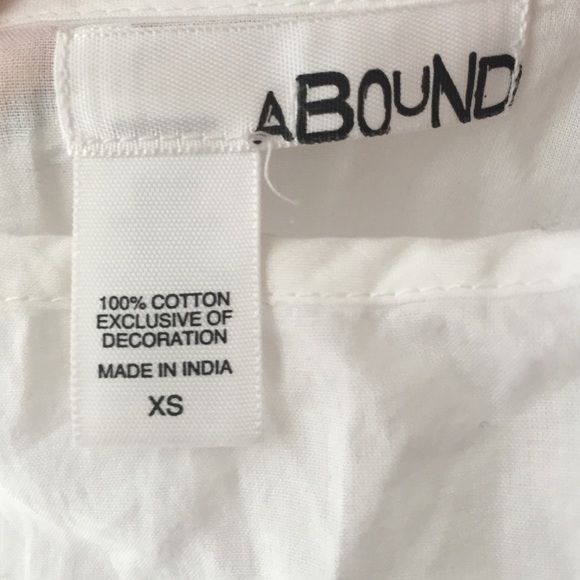 ABOUND
100% COTTON
EXCLUSIVE OF
DECORATION
MADE IN INDIA
XS